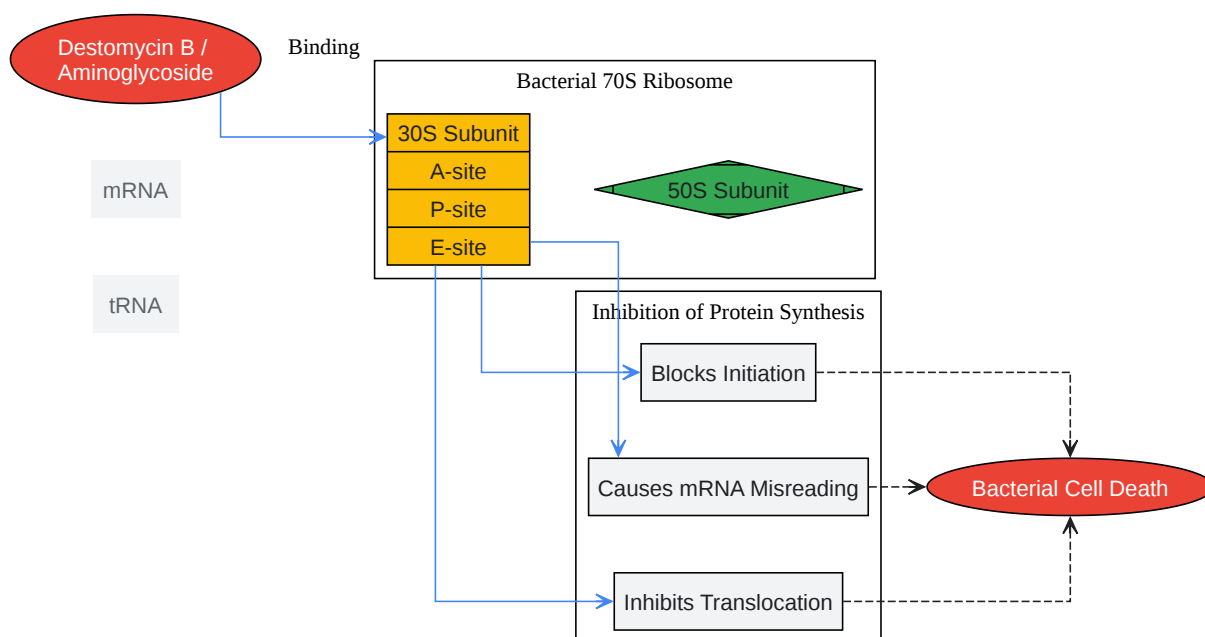 Destomycin B /
Aminoglycoside
Binding
Bacterial 70S Ribosome
30S Subunit
A-site
P-site
E-site
50S Subunit
mRNA
tRNA
Inhibition of Protein Synthesis
Blocks Initiation
Causes mRNA Misreading
Inhibits Translocation
Bacterial Cell Death